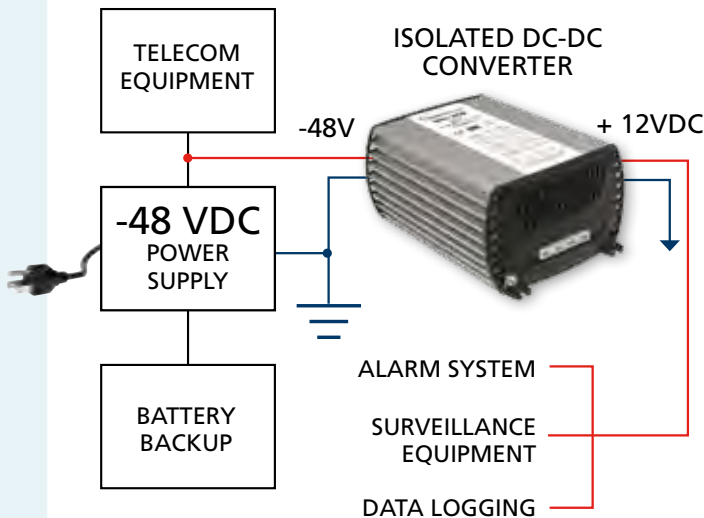 TELECOM
EQUIPMENT
ISOLATED DC-DC
CONVERTER
-48V
+ 12VDC
-48 VDC
POWER
SUPPLY
BATTERY
BACKUP
ALARM SYSTEM
SURVEILLANCE
EQUIPMENT
DATA LOGGING